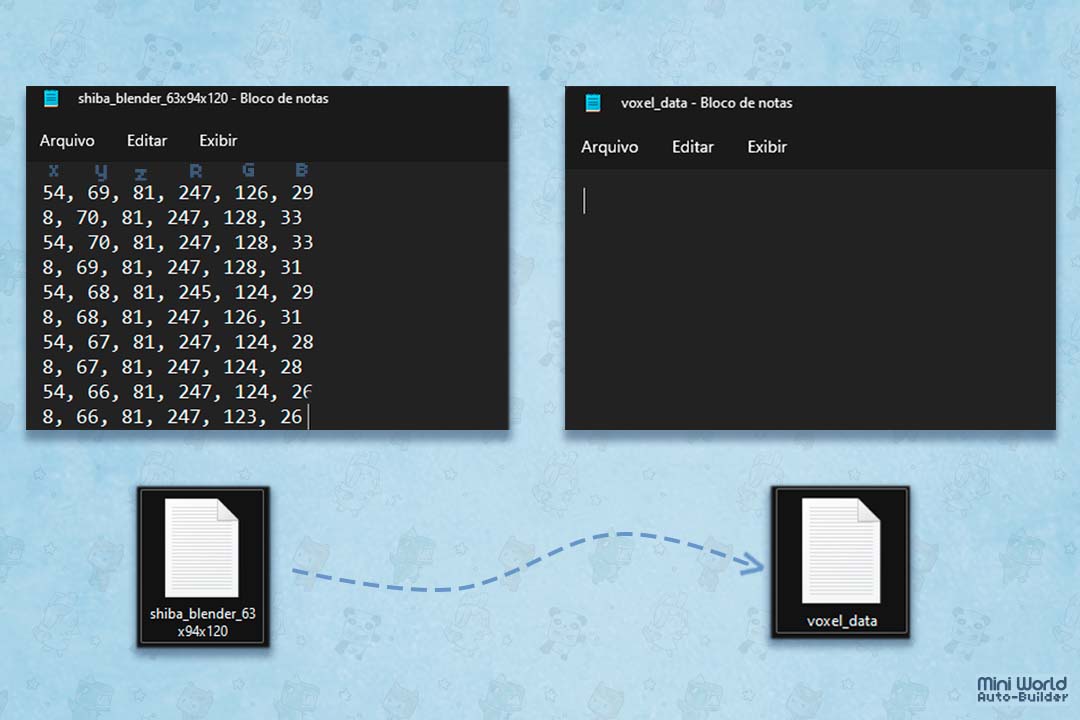 shiba_blender_63x94x120 - Bloco de notas
Arquivo Editar Exibir
x y z R G B
54, 69, 81, 247, 126, 29
8, 70, 81, 247, 128, 33
54, 70, 81, 247, 128, 33
8, 69, 81, 247, 128, 31
54, 68, 81, 245, 124, 29
8, 68, 81, 247, 126, 31
54, 67, 81, 247, 124, 28
8, 67, 81, 247, 124, 28
54, 66, 81, 247, 124, 26
8, 66, 81, 247, 123, 26
voxel_data - Bloco de notas
Arquivo Editar Exibir
shiba_blender_63
x94x120
voxel_data
Mini World
Auto-Builder